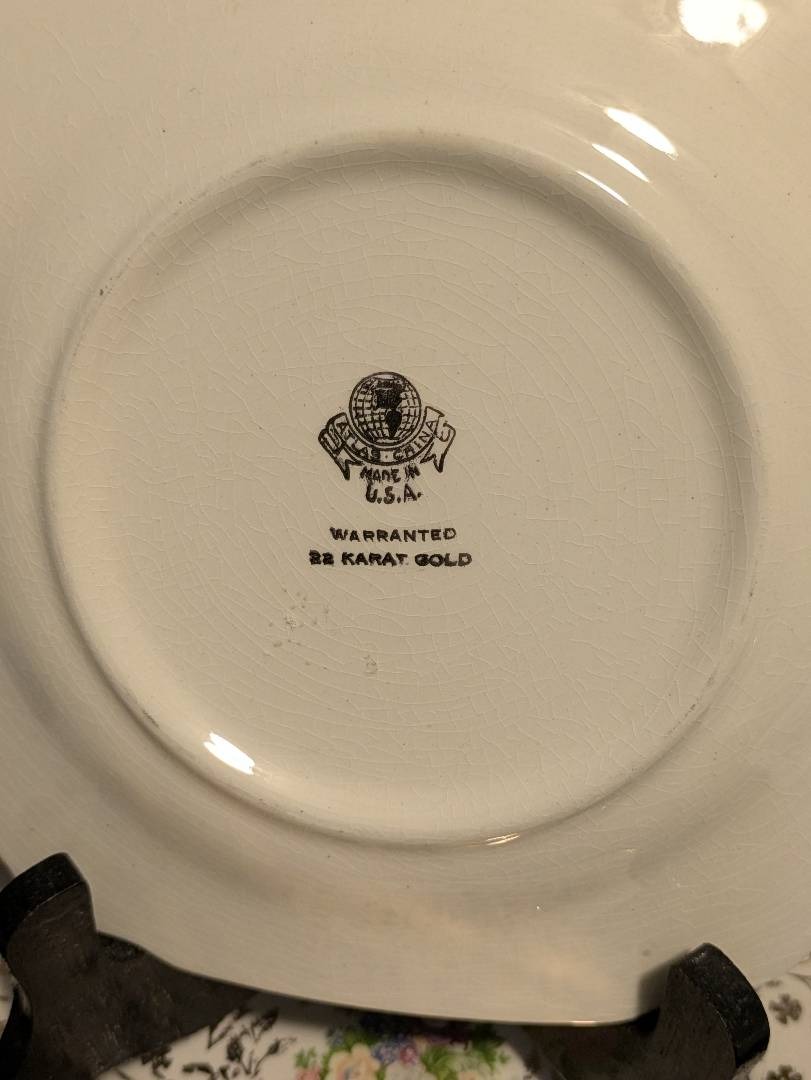 ATLAS · CHINA
MADE IN
U.S.A.
WARRANTED
22 KARAT GOLD